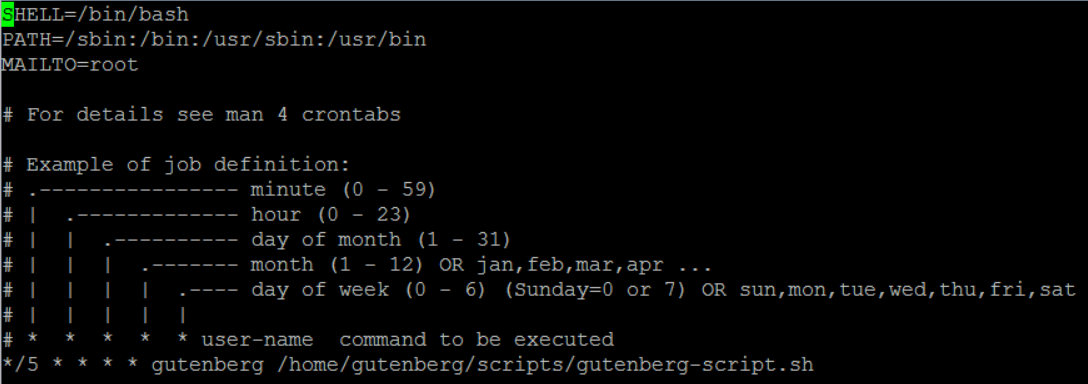 SHELL=/bin/bash
PATH=/sbin:/bin:/usr/sbin:/usr/bin
MAILTO=root
# For details see man 4 crontabs
# Example of job definition:
# .---------------- minute (0 - 59)
# |  .------------- hour (0 - 23)
# |  |  .---------- day of month (1 - 31)
# |  |  |  .------- month (1 - 12) OR jan,feb,mar,apr ...
# |  |  |  |  .---- day of week (0 - 6) (Sunday=0 or 7) OR sun,mon,tue,wed,thu,fri,sat
# |  |  |  |  |
# *  *  *  *  * user-name  command to be executed
*/5 * * * * gutenberg /home/gutenberg/scripts/gutenberg-script.sh